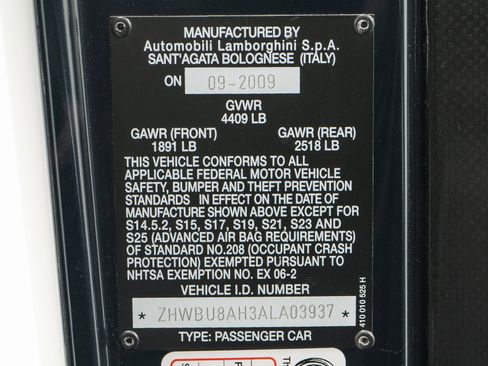 MANUFACTURED BY
Automobili Lamborghini S.p.A.
SANT'AGATA BOLOGNESE (ITALY)
ON 09-2009
GVWR
4409 LB
GAWR (FRONT) GAWR (REAR)
1891 LB 2518 LB
THIS VEHICLE CONFORMS TO ALL
APPLICABLE FEDERAL MOTOR VEHICLE
SAFETY, BUMPER AND THEFT PREVENTION
STANDARDS IN EFFECT ON THE DATE OF
MANUFACTURE SHOWN ABOVE EXCEPT FOR
S14.5.2, S15, S17, S19, S21, S23 AND
S25 (ADVANCED AIR BAG REQUIREMENTS)
OF STANDARD NO.208 (OCCUPANT CRASH
PROTECTION) EXEMPTED PURSUANT TO
NHTSA EXEMPTION NO. EX 06-2
VEHICLE I.D. NUMBER
* ZHWBU8AH3ALA03937 *
TYPE: PASSENGER CAR
410 010 525 H